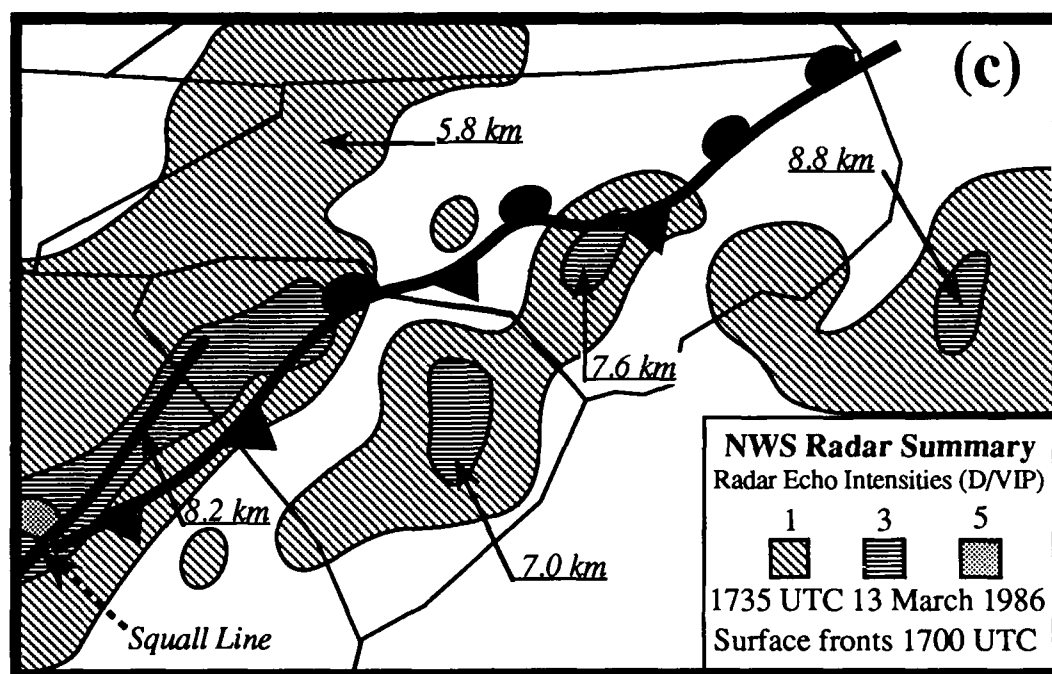 (c)
5.8 km
8.8 km
7.6 km
8.2 km
7.0 km
Squall Line
NWS Radar Summary
Radar Echo Intensities (D/VIP)
1 3 5
1735 UTC 13 March 1986
Surface fronts 1700 UTC